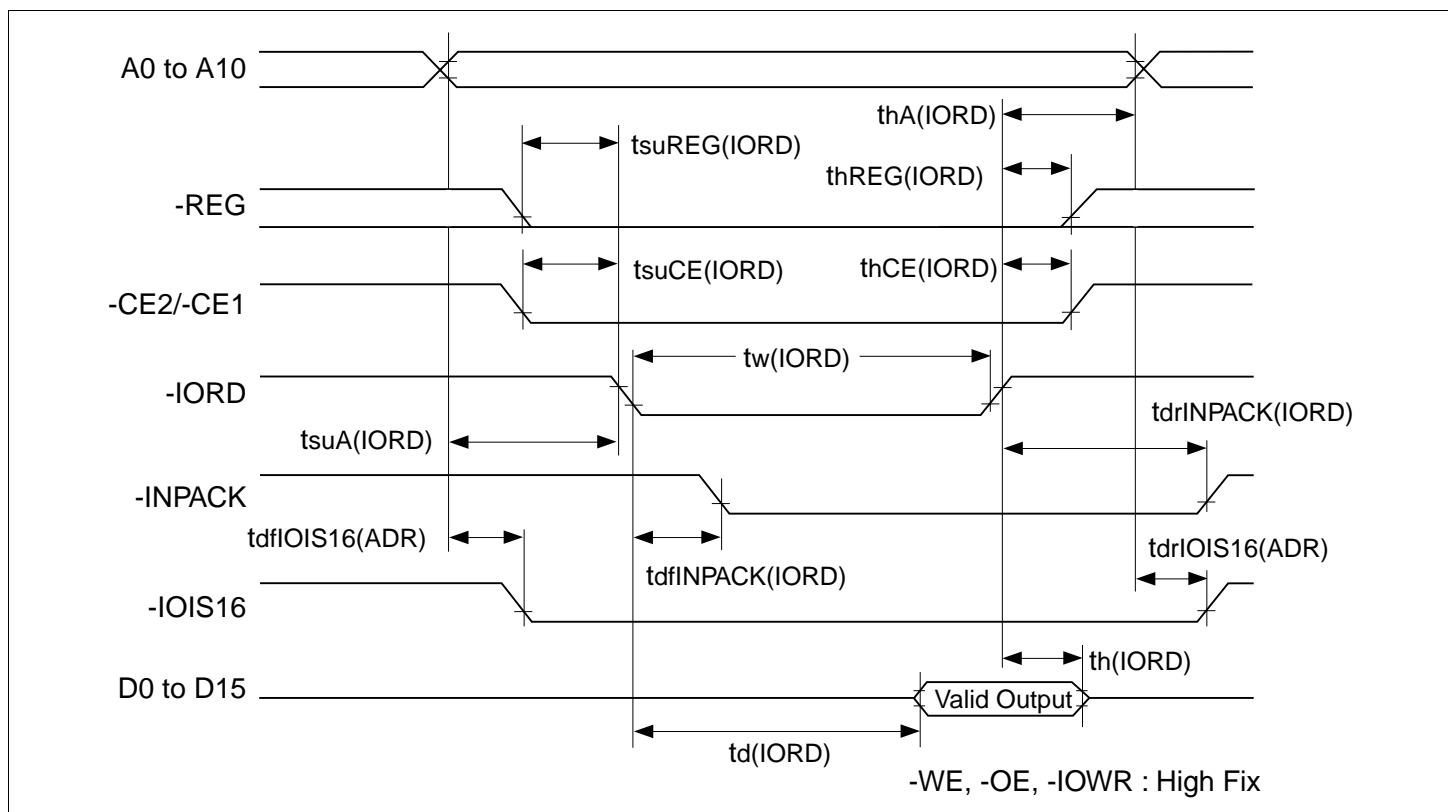 A0 to A10
thA(IORD)
tsuREG(IORD)
thREG(IORD)
-REG
tsuCE(IORD)
thCE(IORD)
-CE2/-CE1
tw(IORD)
-IORD
tdrINPACK(IORD)
tsuA(IORD)
-INPACK
tdfIOIS16(ADR)
tdrIOIS16(ADR)
tdfINPACK(IORD)
-IOIS16
th(IORD)
D0 to D15
Valid Output
td(IORD)
-WE, -OE, -IOWR : High Fix